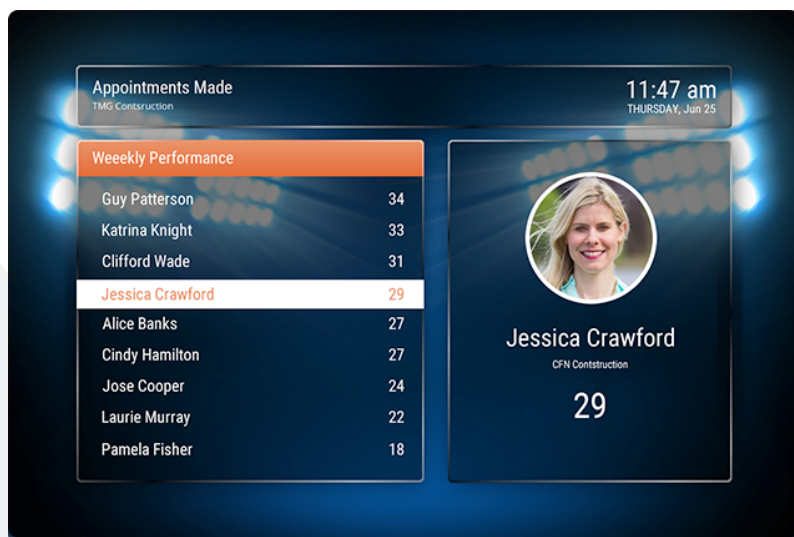 Appointments Made
TMG Contsruction
11:47 am
THURSDAY, Jun 25
Weeekly Performance
Guy Patterson 34
Katrina Knight 33
Clifford Wade 31
Jessica Crawford 29
Alice Banks 27
Cindy Hamilton 27
Jose Cooper 24
Laurie Murray 22
Pamela Fisher 18
Jessica Crawford
CFN Contstruction
29